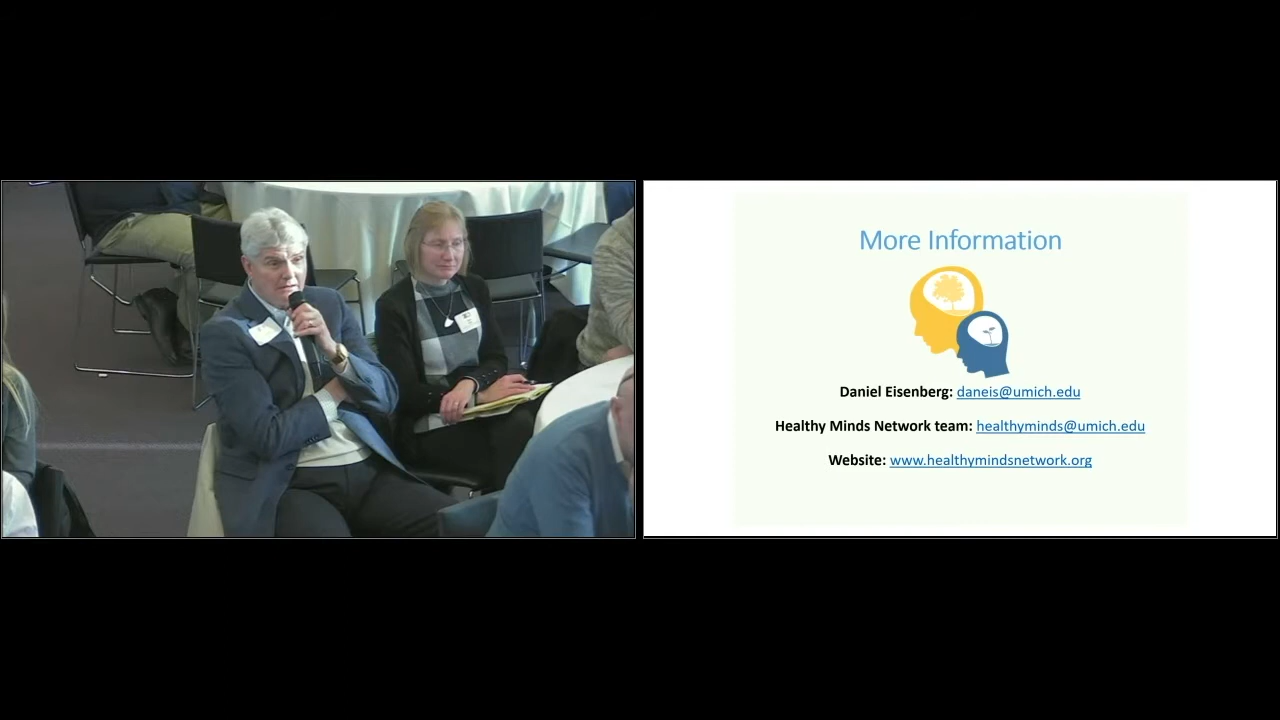 More Information
Daniel Eisenberg: daneis@umich.edu
Healthy Minds Network team: healthyminds@umich.edu
Website: www.healthymindsnetwork.org